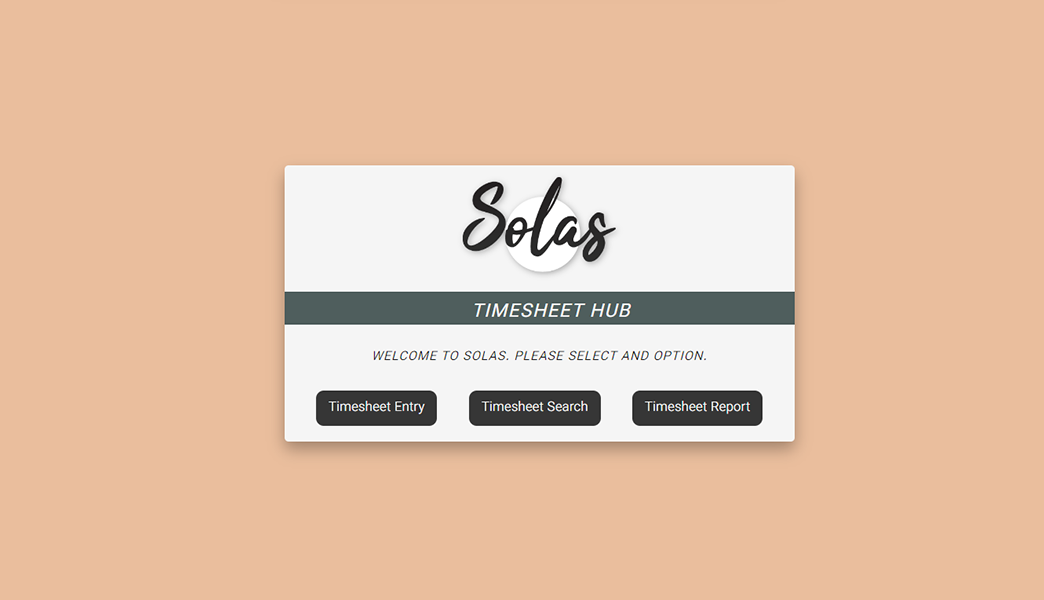 Solas
TIMESHEET HUB
WELCOME TO SOLAS. PLEASE SELECT AND OPTION.
Timesheet Entry Timesheet Search Timesheet Report